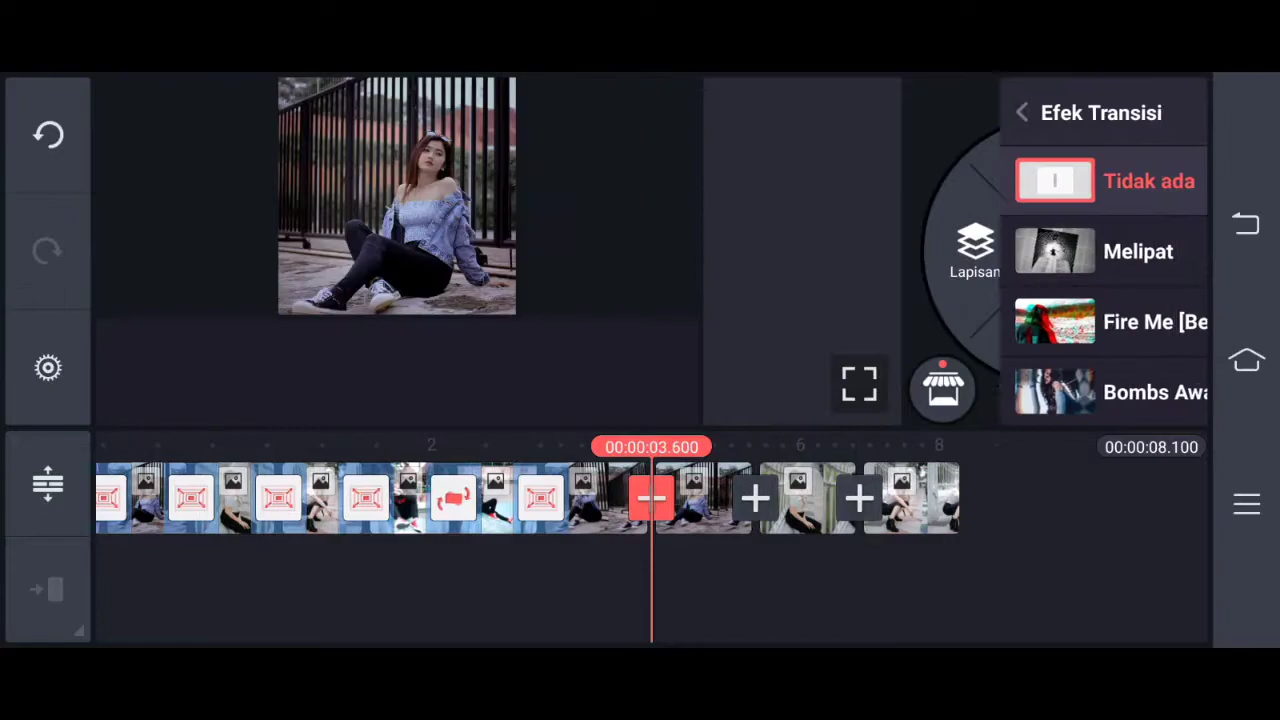 Efek Transisi
Tidak ada
Melipat
Lapisan
Fire Me [Be
Bombs Awa
2
00:00:03.600
6
8
00:00:08.100